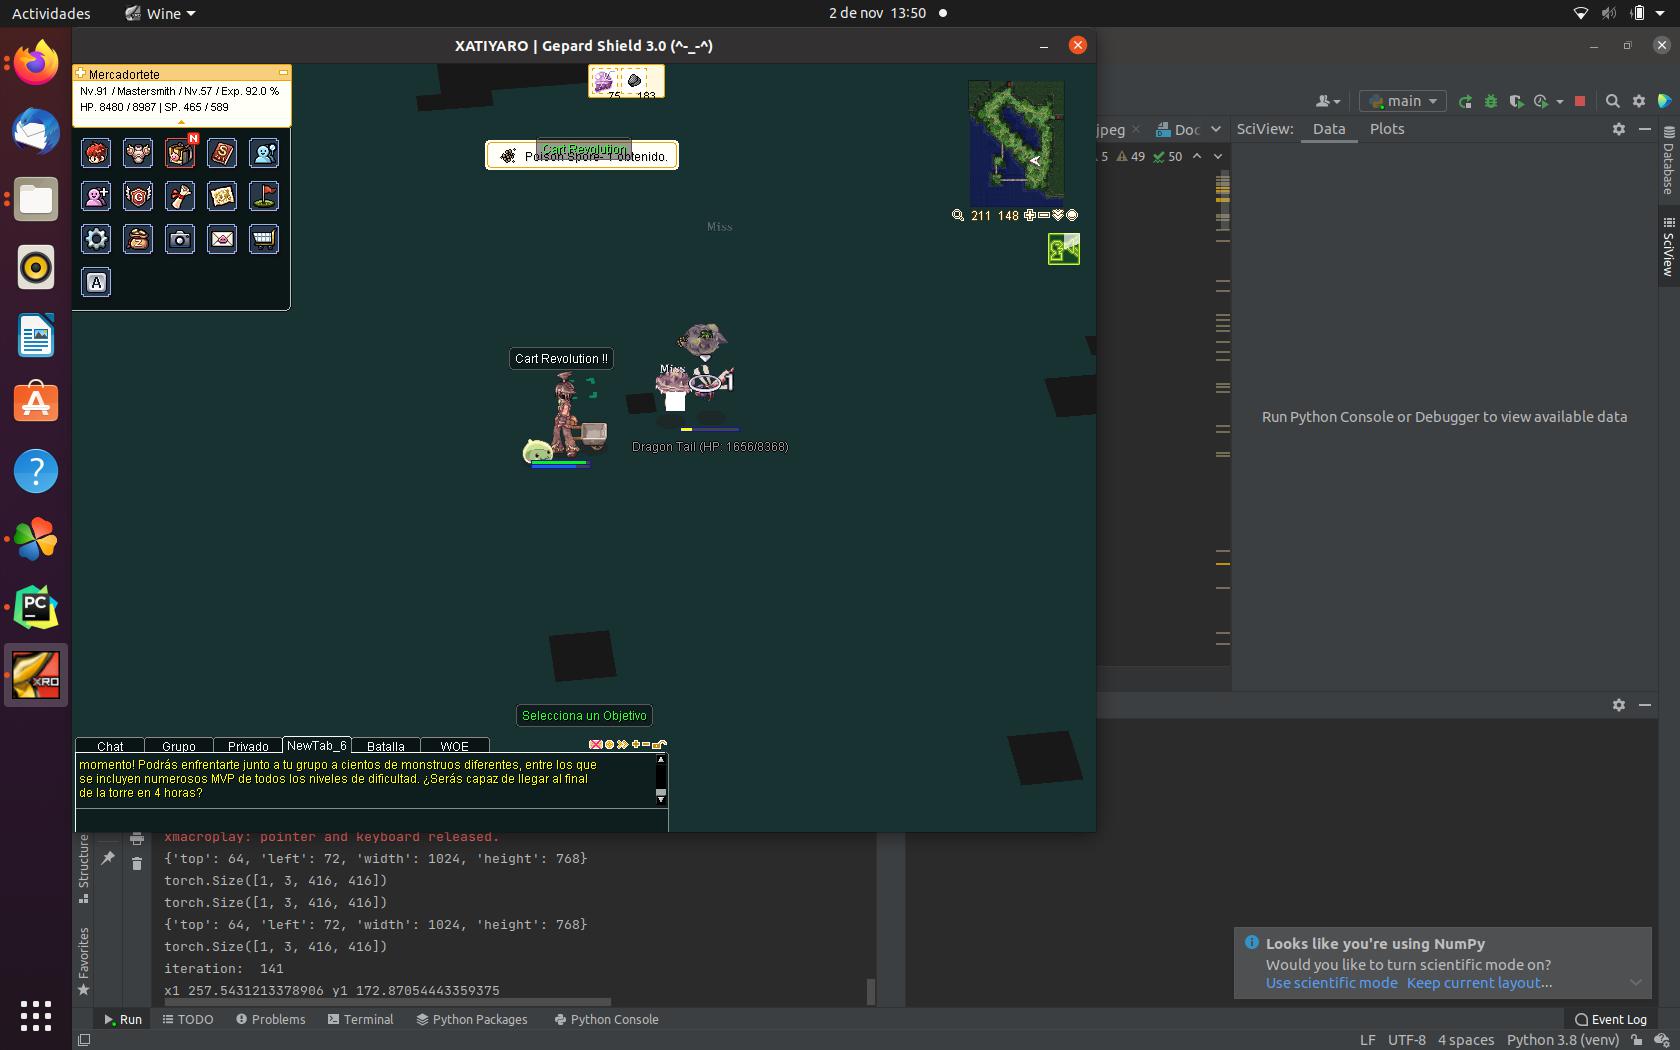 Actividades
Wine
2 de nov 13:50
XATIYARO | Gepard Shield 3.0 (^-_-^)
Mercadortete
Nv.91 / Mastersmith / Nv.57 / Exp. 92.0 %
HP. 8480 / 8987 | SP. 465 / 589
N
A
75
183
Cart Revolution
Poison Spore- 1 obtenido.
Miss
211 148
Cart Revolution !!
Miss
1
Dragon Tail (HP: 1656/8368)
Selecciona un Objetivo
Chat
Grupo
Privado
NewTab_6
Batalla
WOE
momento! Podrás enfrentarte junto a tu grupo a cientos de monstruos diferentes, entre los que
se incluyen numerosos MVP de todos los niveles de dificultad. ¿Serás capaz de llegar al final
de la torre en 4 horas?
PC
XRO
main
jpeg
Doc
SciView:
Data
Plots
5
49
50
Database
SciView
Run Python Console or Debugger to view available data
xmacroplay: pointer and keyboard released.
{'top': 64, 'left': 72, 'width': 1024, 'height': 768}
torch.Size([1, 3, 416, 416])
torch.Size([1, 3, 416, 416])
{'top': 64, 'left': 72, 'width': 1024, 'height': 768}
torch.Size([1, 3, 416, 416])
iteration:  141
x1 257.5431213378906 y1 172.87054443359375
Structure
Favorites
Looks like you're using NumPy
Would you like to turn scientific mode on?
Use scientific mode
Keep current layout...
Run
TODO
Problems
Terminal
Python Packages
Python Console
Event Log
LF
UTF-8
4 spaces
Python 3.8 (venv)